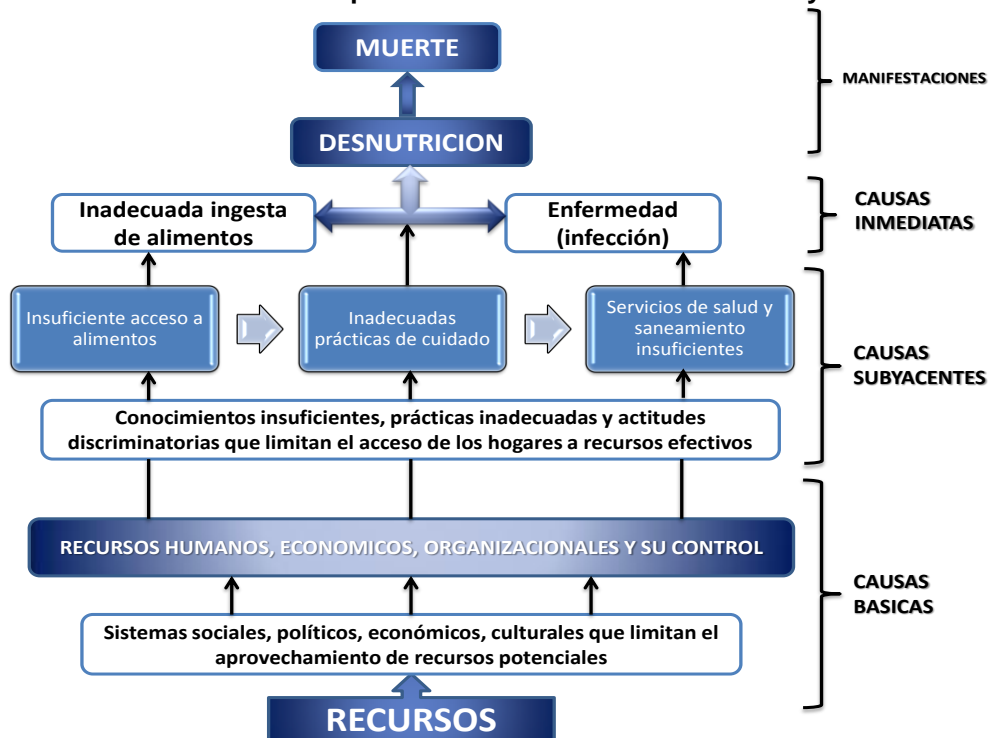 MUERTE
MANIFESTACIONES
DESNUTRICION
Inadecuada ingesta
de alimentos
Enfermedad
(infección)
CAUSAS
INMEDIATAS
Insuficiente acceso a
alimentos
Inadecuadas
prácticas de cuidado
Servicios de salud y
saneamiento
insuficientes
CAUSAS
SUBYACENTES
Conocimientos insuficientes, prácticas inadecuadas y actitudes
discriminatorias que limitan el acceso de los hogares a recursos efectivos
RECURSOS HUMANOS, ECONOMICOS, ORGANIZACIONALES Y SU CONTROL
CAUSAS
BASICAS
Sistemas sociales, políticos, económicos, culturales que limitan el
aprovechamiento de recursos potenciales
RECURSOS